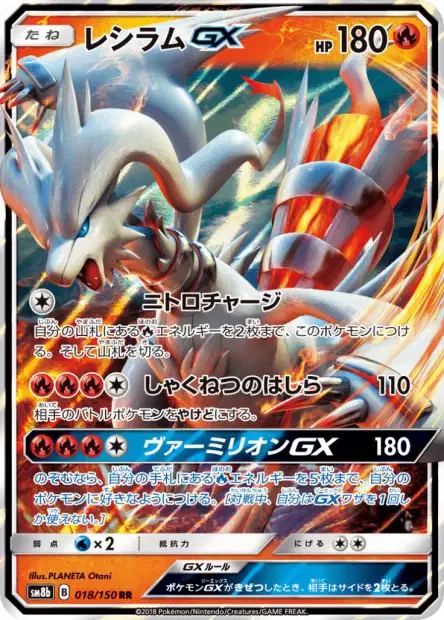 たね レシラムGX HP 180
ニトロチャージ
自分の山札にある エネルギーを2枚まで、このポケモンにつけ
る。そして山札を切る。
しゃくねつのはしら 110
相手のバトルポケモンをやけどにする。
ヴァーミリオンGX 180
のぞむなら、自分の手札にある エネルギーを5枚まで、自分の
ポケモンに好きなようにつける。[対戦中、自分はGXワザを1回し
か使えない。]
弱点 ×2 抵抗力 にげる
Illus. PLANETA Otani
GXルール
sm8b B 018/150 RR
ポケモンGXがきぜつしたとき、相手はサイドを2枚とる。
©2018 Pokémon/Nintendo/Creatures/GAME FREAK.